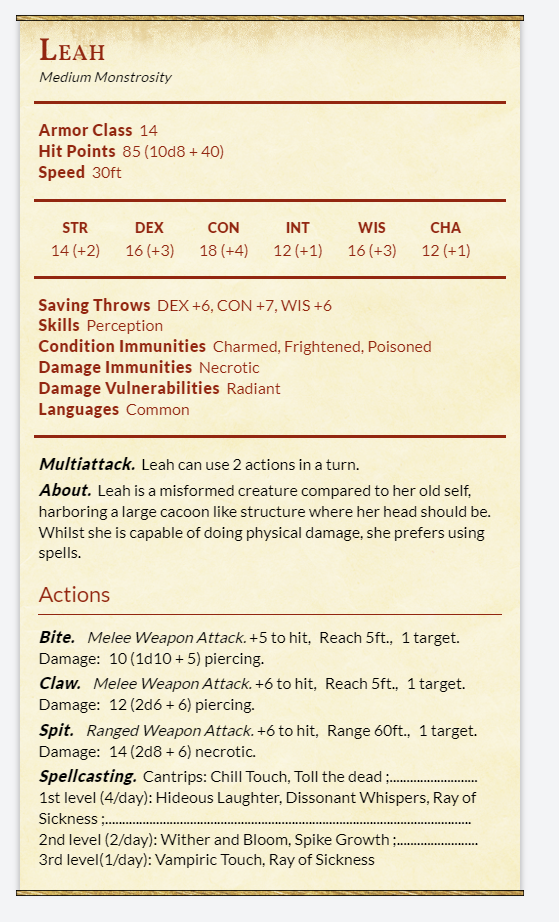 Leah
Medium Monstrosity
Armor Class 14
Hit Points 85 (10d8 + 40)
Speed 30ft
STR DEX CON INT WIS CHA
14 (+2) 16 (+3) 18 (+4) 12 (+1) 16 (+3) 12 (+1)
Saving Throws DEX +6, CON +7, WIS +6
Skills Perception
Condition Immunities Charmed, Frightened, Poisoned
Damage Immunities Necrotic
Damage Vulnerabilities Radiant
Languages Common
Multiattack. Leah can use 2 actions in a turn.
About. Leah is a misformed creature compared to her old self,
harboring a large cacoon like structure where her head should be.
Whilst she is capable of doing physical damage, she prefers using
spells.
Actions
Bite. Melee Weapon Attack. +5 to hit, Reach 5ft., 1 target.
Damage: 10 (1d10 + 5) piercing.
Claw. Melee Weapon Attack. +6 to hit, Reach 5ft., 1 target.
Damage: 12 (2d6 + 6) piercing.
Spit. Ranged Weapon Attack. +6 to hit, Range 60ft., 1 target.
Damage: 14 (2d8 + 6) necrotic.
Spellcasting. Cantrips: Chill Touch, Toll the dead ;..........................
1st level (4/day): Hideous Laughter, Dissonant Whispers, Ray of
Sickness ;.............................................................................................................
2nd level (2/day): Wither and Bloom, Spike Growth ;........................
3rd level(1/day): Vampiric Touch, Ray of Sickness